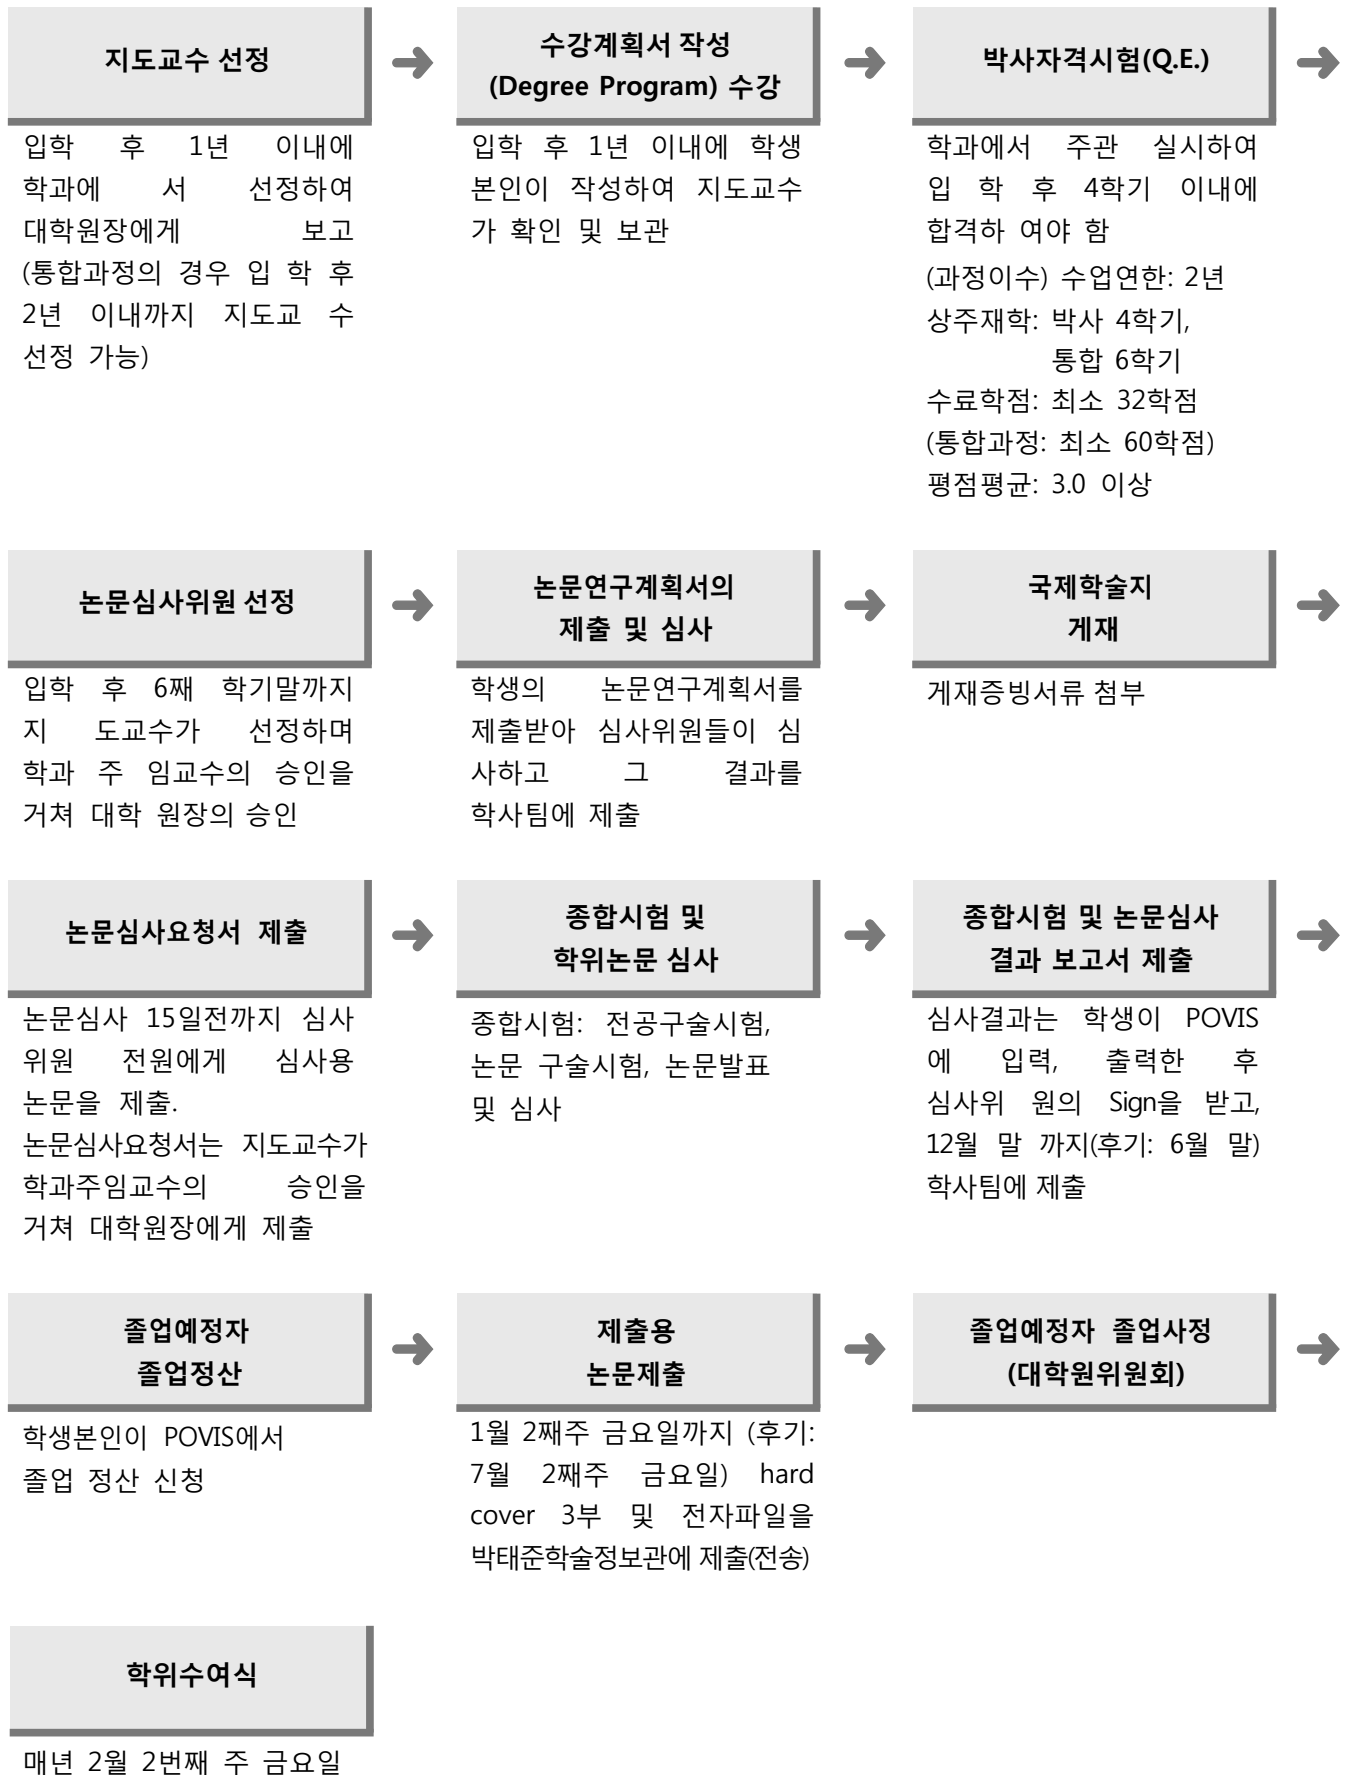 지도교수 선정
입학 후 1년 이내에
학과에 서 선정하여
대학원장에게 보고
(통합과정의 경우 입 학 후
2년 이내까지 지도교 수
선정 가능)
수강계획서 작성
(Degree Program) 수강
입학 후 1년 이내에 학생
본인이 작성하여 지도교수
가 확인 및 보관
박사자격시험(Q.E.)
학과에서 주관 실시하여
입 학 후 4학기 이내에
합격하 여야 함
(과정이수) 수업연한: 2년
상주재학: 박사 4학기,
통합 6학기
수료학점: 최소 32학점
(통합과정: 최소 60학점)
평점평균: 3.0 이상
논문심사위원 선정
입학 후 6째 학기말까지
지 도교수가 선정하며
학과 주 임교수의 승인을
거쳐 대학 원장의 승인
논문연구계획서의
제출 및 심사
학생의 논문연구계획서를
제출받아 심사위원들이 심
사하고 그 결과를
학사팀에 제출
국제학술지
게재
게재증빙서류 첨부
논문심사요청서 제출
논문심사 15일전까지 심사
위원 전원에게 심사용
논문을 제출.
논문심사요청서는 지도교수가
학과주임교수의 승인을
거쳐 대학원장에게 제출
종합시험 및
학위논문 심사
종합시험: 전공구술시험,
논문 구술시험, 논문발표
및 심사
종합시험 및 논문심사
결과 보고서 제출
심사결과는 학생이 POVIS
에 입력, 출력한 후
심사위 원의 Sign을 받고,
12월 말 까지(후기: 6월 말)
학사팀에 제출
졸업예정자
졸업정산
학생본인이 POVIS에서
졸업 정산 신청
제출용
논문제출
1월 2째주 금요일까지 (후기:
7월 2째주 금요일) hard
cover 3부 및 전자파일을
박태준학술정보관에 제출(전송)
졸업예정자 졸업사정
(대학원위원회)
학위수여식
매년 2월 2번째 주 금요일